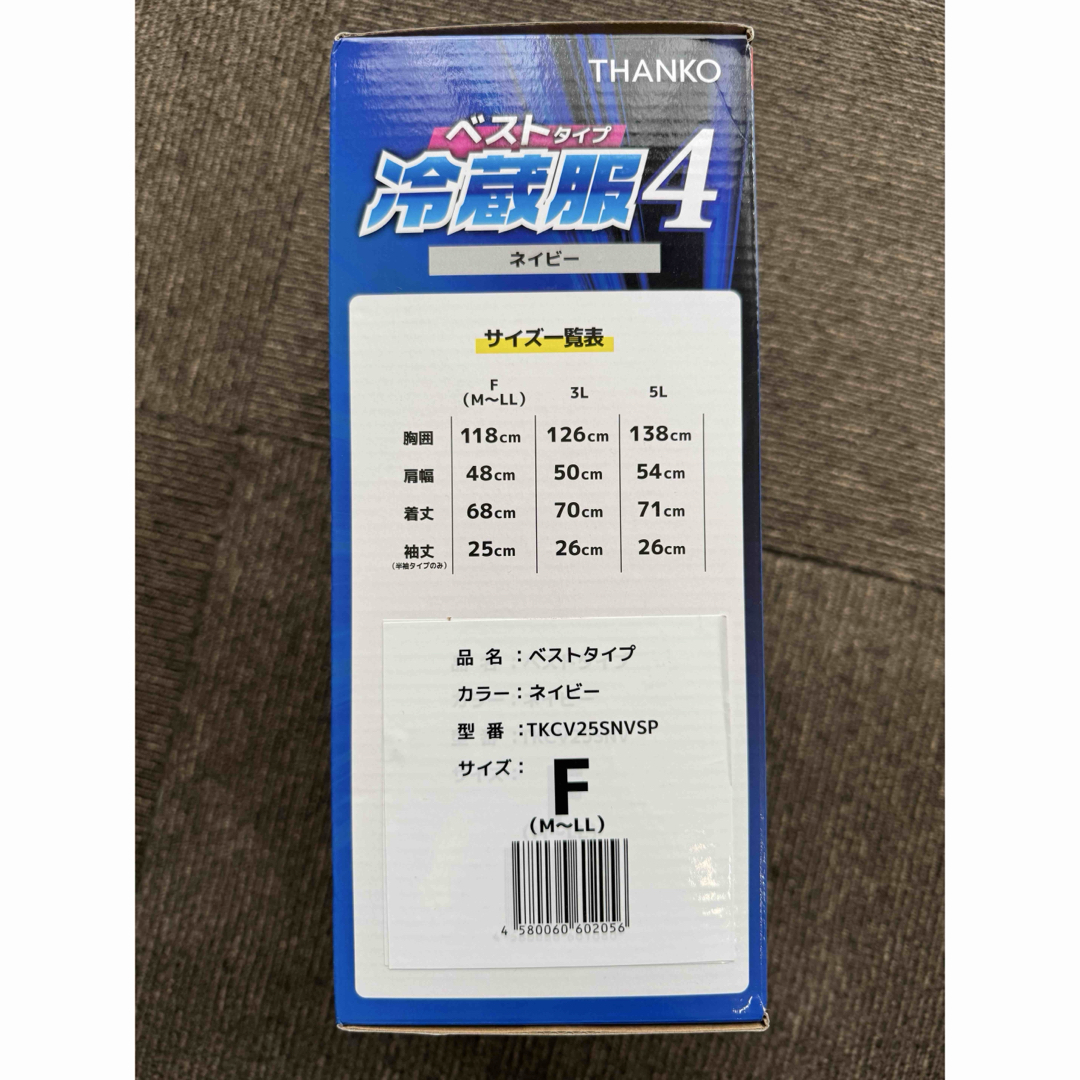 THANKO
ベストタイプ
冷蔵服4
ネイビー
サイズ一覧表
F
（M〜LL） 3L 5L
胸囲 118cm 126cm 138cm
肩幅 48cm 50cm 54cm
着丈 68cm 70cm 71cm
袖丈 25cm 26cm 26cm
（半袖タイプのみ）
品 名 ：ベストタイプ
カラー：ネイビー
型 番 ：TKCV25SNVSP
サイズ： F
（M〜LL）
4 580060 602056